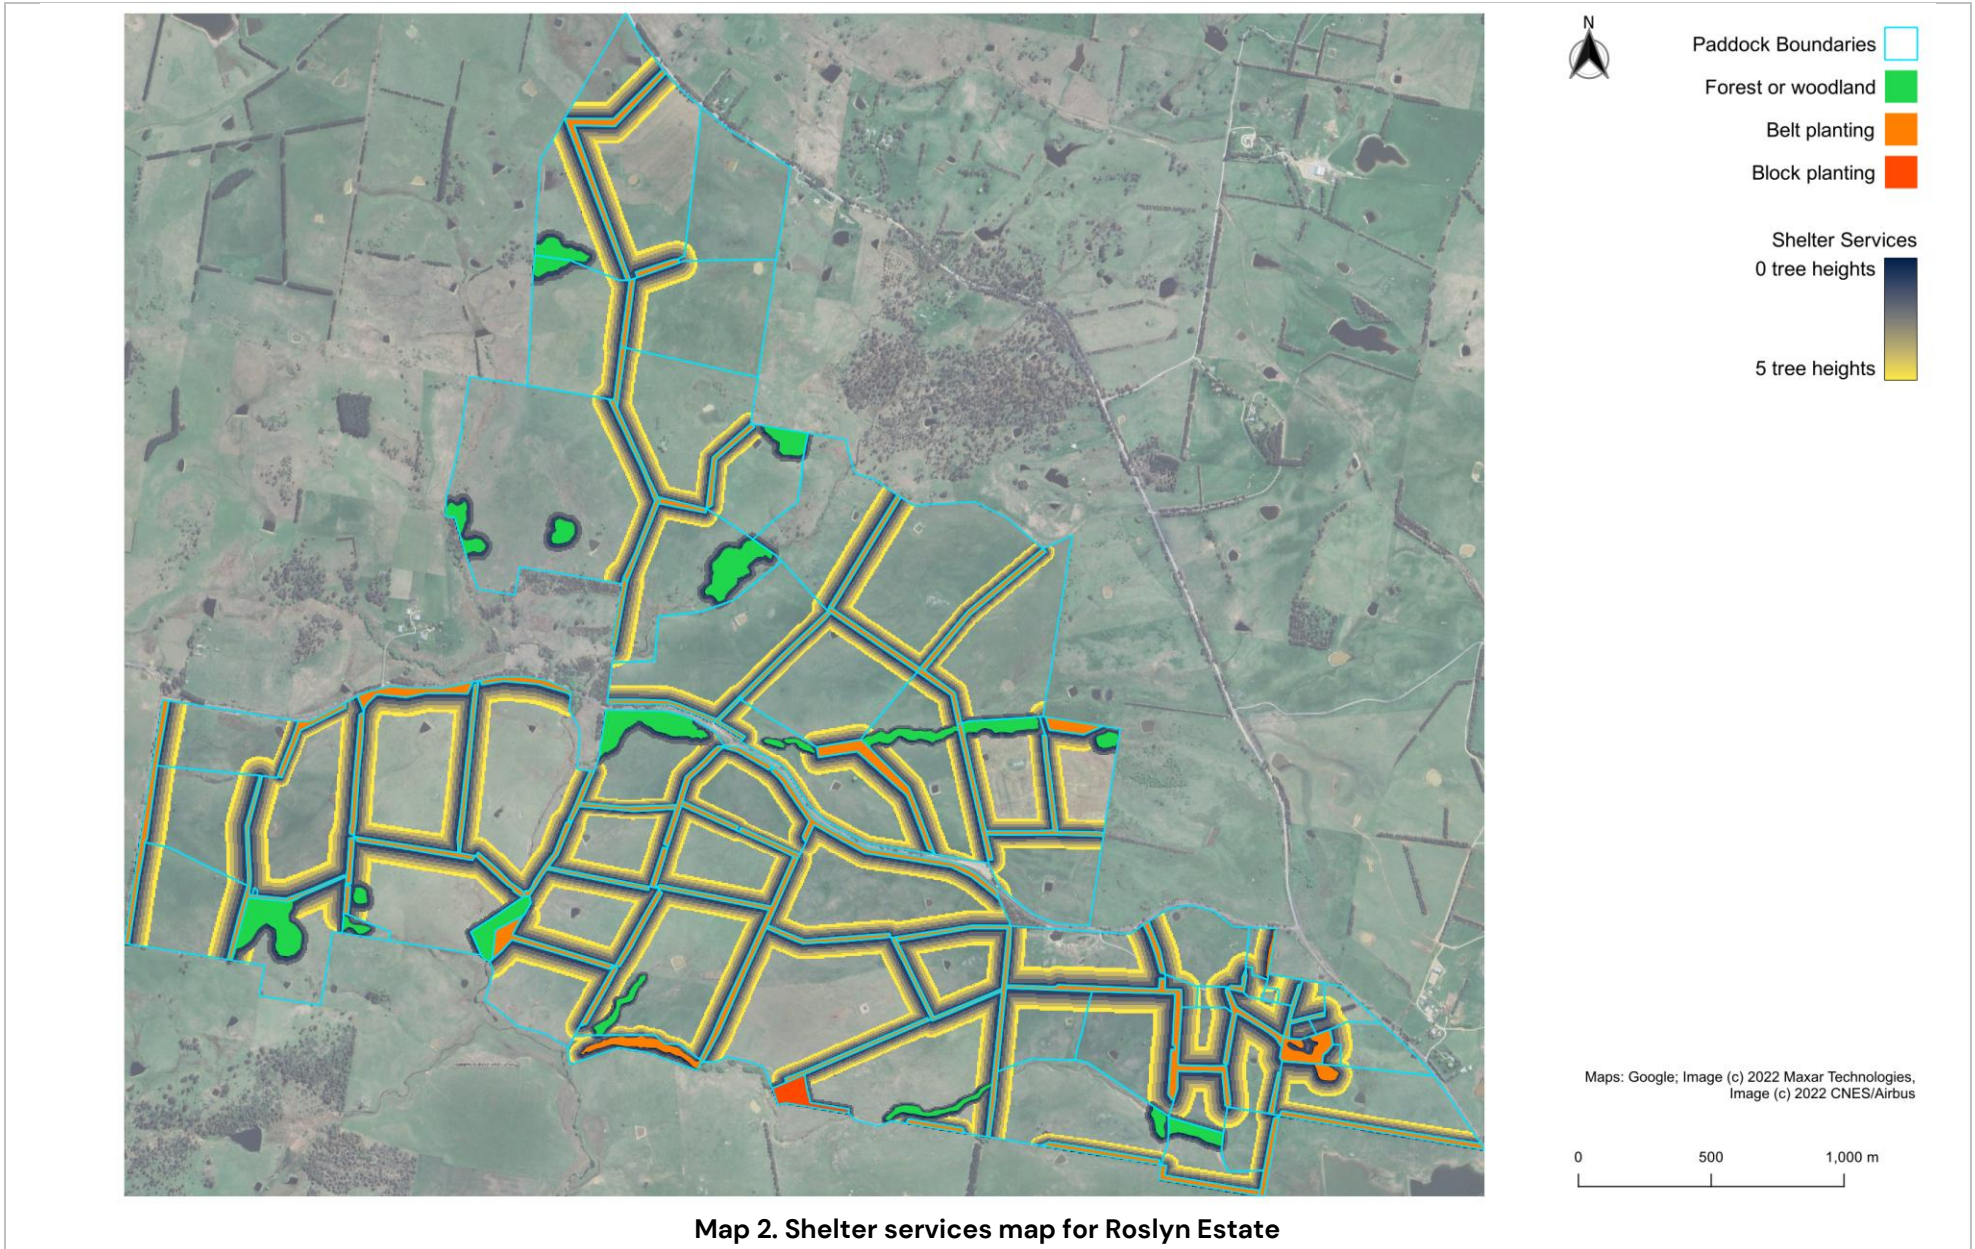 N
Paddock Boundaries
Forest or woodland
Belt planting
Block planting
Shelter Services
0 tree heights
5 tree heights
Maps: Google; Image (c) 2022 Maxar Technologies,
Image (c) 2022 CNES/Airbus
0 500 1,000 m
Map 2. Shelter services map for Roslyn Estate